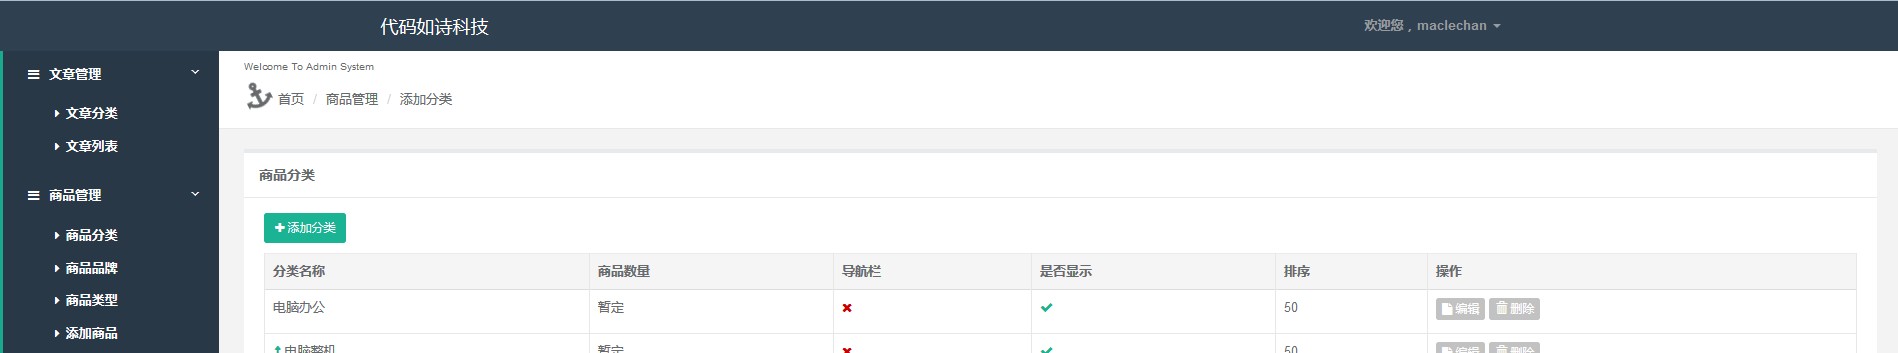 代码如诗科技
欢迎您，maclechan
文章管理
文章分类
文章列表
商品管理
商品分类
商品品牌
商品类型
添加商品
Welcome To Admin System
首页 / 商品管理 / 添加分类
商品分类
添加分类
分类名称 商品数量 导航栏 是否显示 排序 操作
电脑办公 暂定 50 编辑 删除
电脑整机 暂定 50 编辑 删除